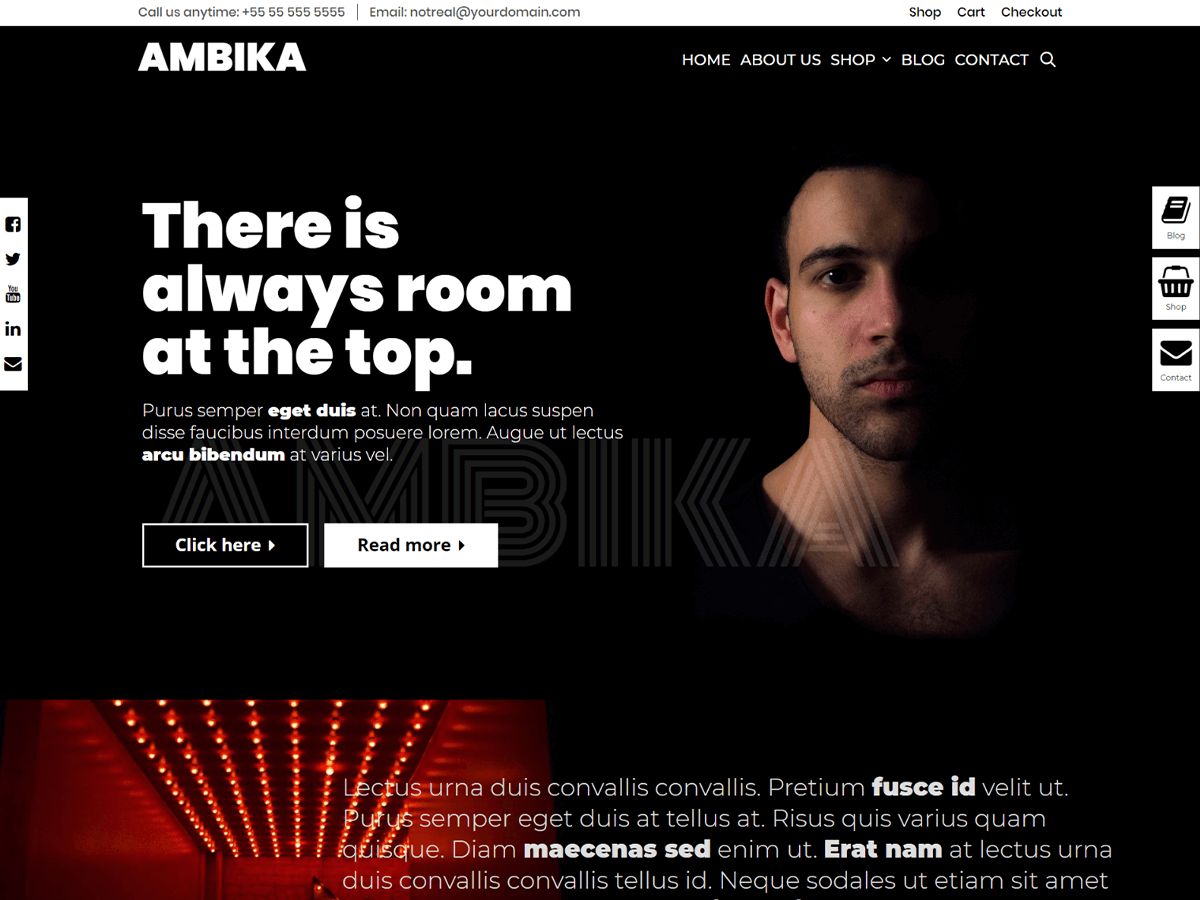 Call us anytime: +55 55 555 5555 Email: notreal@yourdomain.com Shop Cart Checkout
AMBIKA HOME ABOUT US SHOP BLOG CONTACT
There is
always room
at the top.
Purus semper eget duis at. Non quam lacus suspen
disse faucibus interdum posuere lorem. Augue ut lectus
arcu bibendum at varius vel.
AMBIKA
Click here Read more
You
Tube
in
Blog
Shop
Contact
Lectus urna duis convallis convallis. Pretium fusce id velit ut.
Purus semper eget duis at tellus at. Risus quis varius quam
quisque. Diam maecenas sed enim ut. Erat nam at lectus urna
duis convallis convallis tellus id. Neque sodales ut etiam sit amet